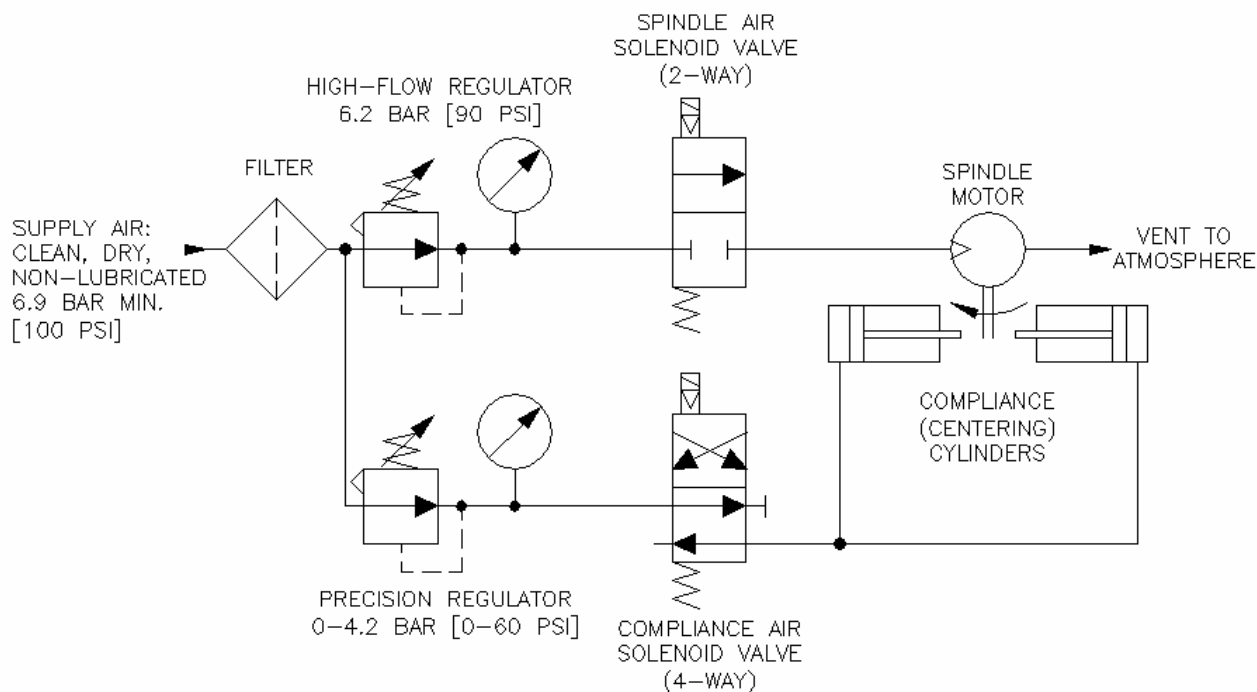 SPINDLE AIR
SOLENOID VALVE
(2-WAY)
HIGH-FLOW REGULATOR
6.2 BAR [90 PSI]
FILTER
SPINDLE
MOTOR
SUPPLY AIR:
CLEAN, DRY,
NON-LUBRICATED
6.9 BAR MIN.
[100 PSI]
VENT TO
ATMOSPHERE
COMPLIANCE
(CENTERING)
CYLINDERS
PRECISION REGULATOR
0-4.2 BAR [0-60 PSI]
COMPLIANCE AIR
SOLENOID VALVE
(4-WAY)